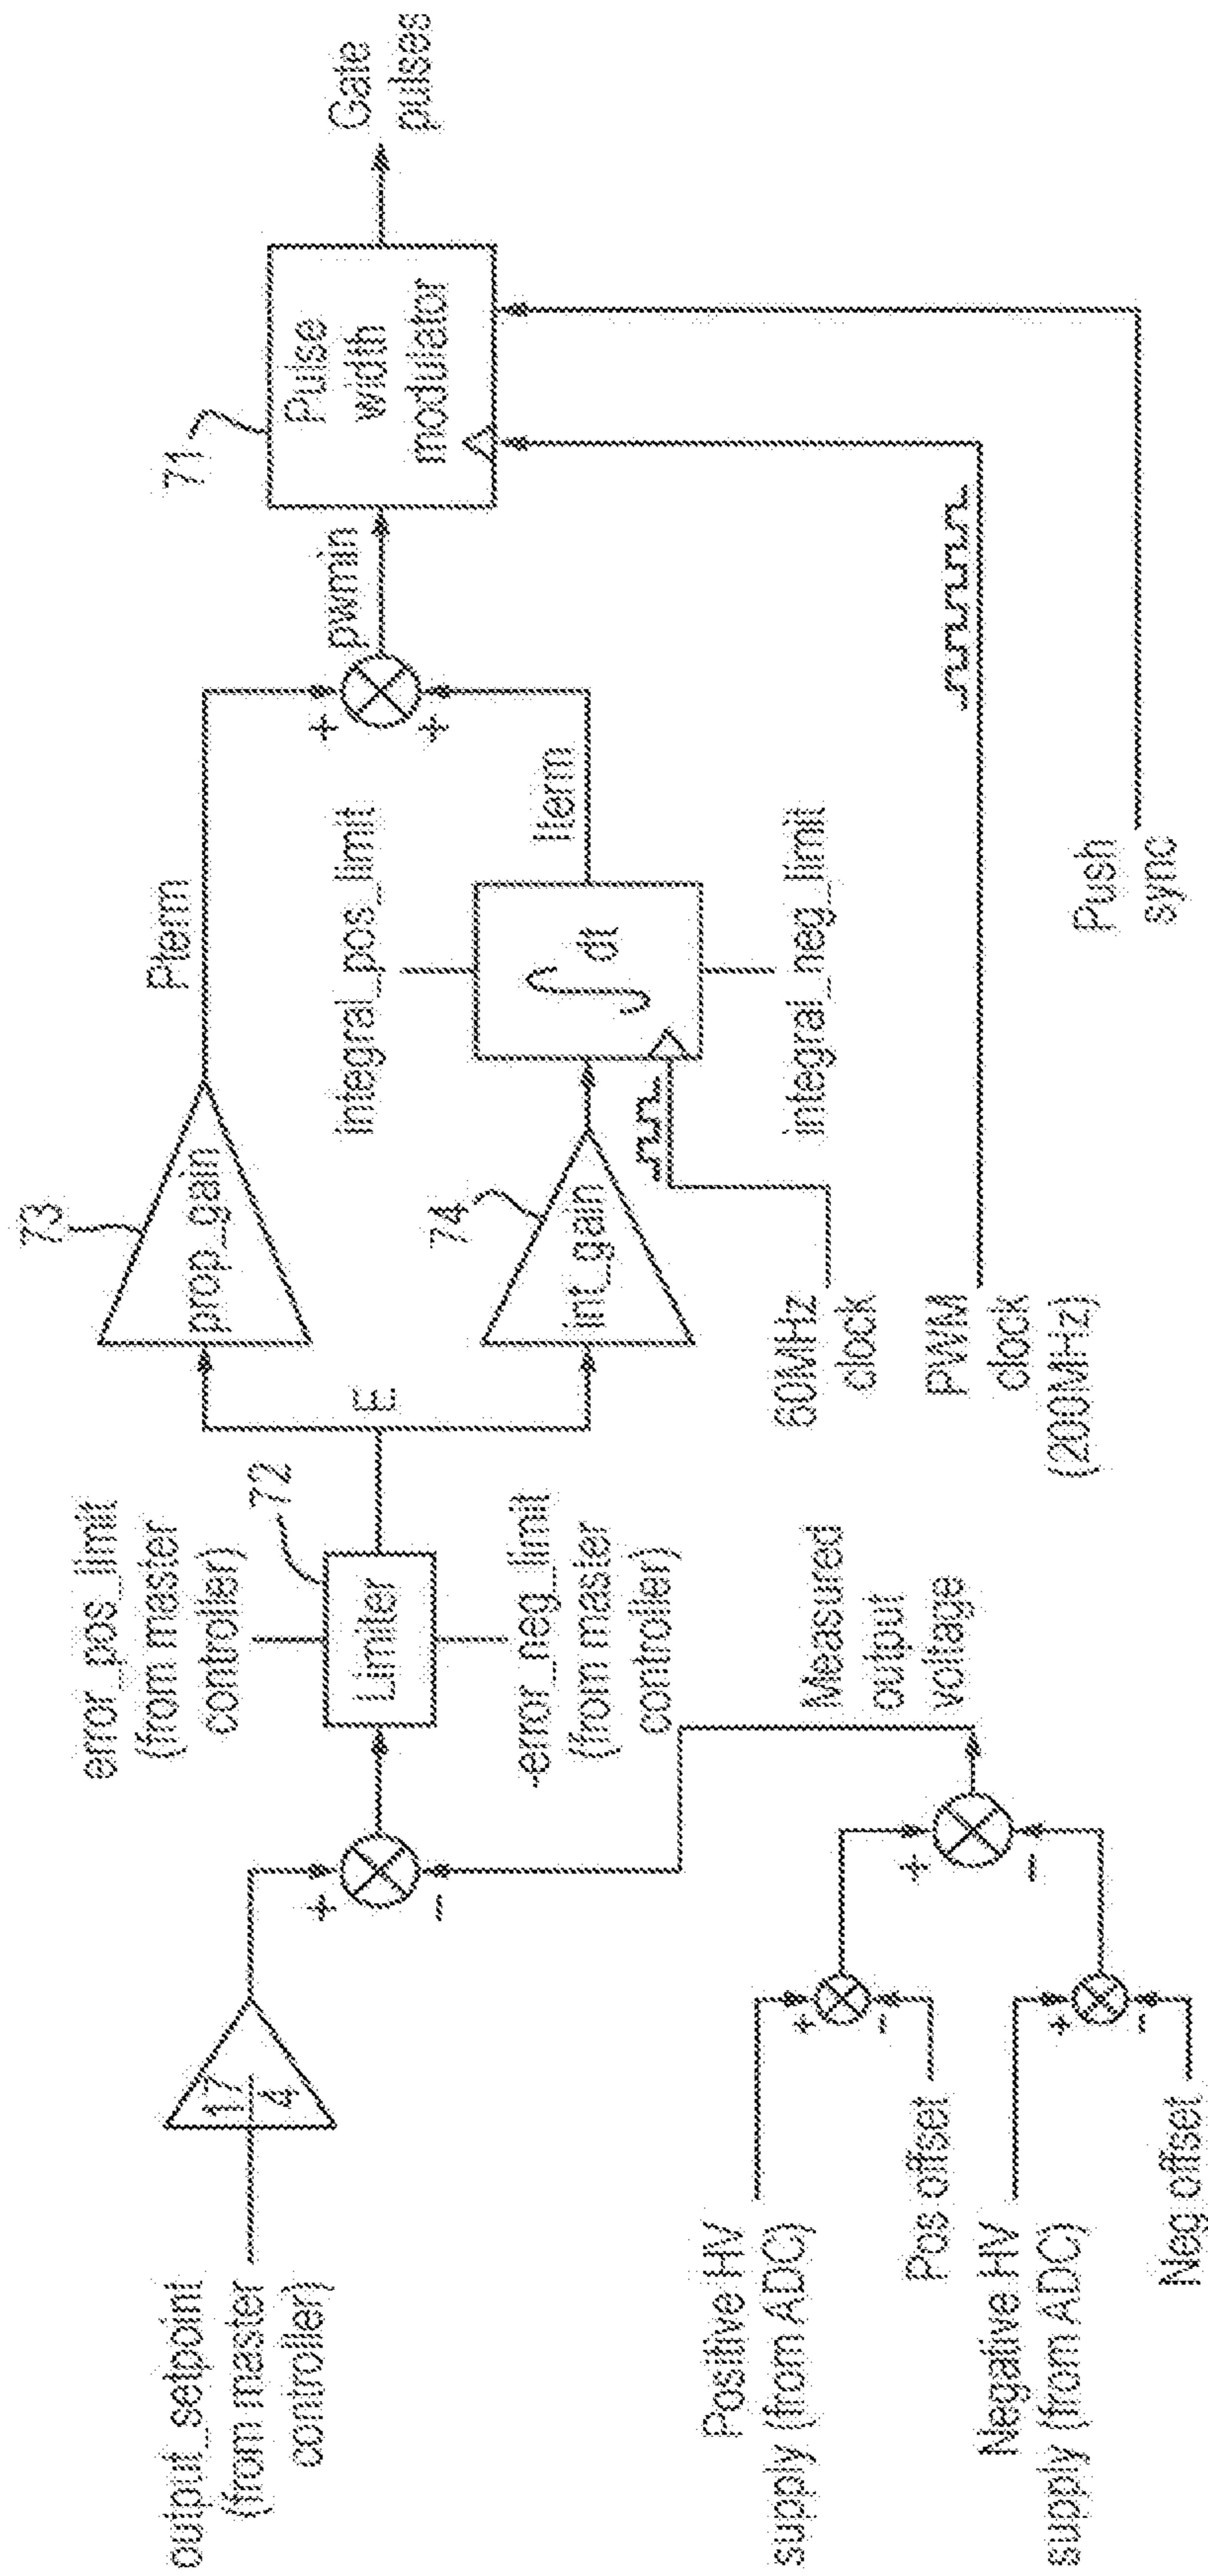 output_setpoint
(from master
controller)
17
4
+
-
error_pos_limit
(from master
controller)
72
Limiter
-error_neg_limit
(from master
controller)
E
73
prop_gain
Pterm
74
int_gain
integral_pos_limit
∫ dt
integral_neg_limit
Iterm
+
+
pwmin
71
Pulse
width
modulator
Gate
pulses
Positive HV
supply (from ADC)
+
-
Pos offset
Negative HV
supply (from ADC)
+
-
Neg offset
+
-
Measured
output
voltage
60MHz
clock
PWM
clock
(200MHz)
Push
sync